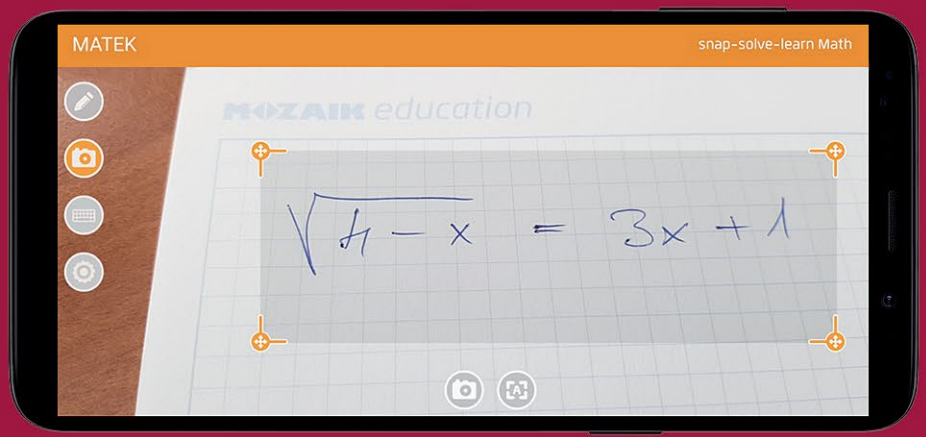 MATEK
snap-solve-learn Math
MOZAIK education
√(4 - x) = 3x + 1